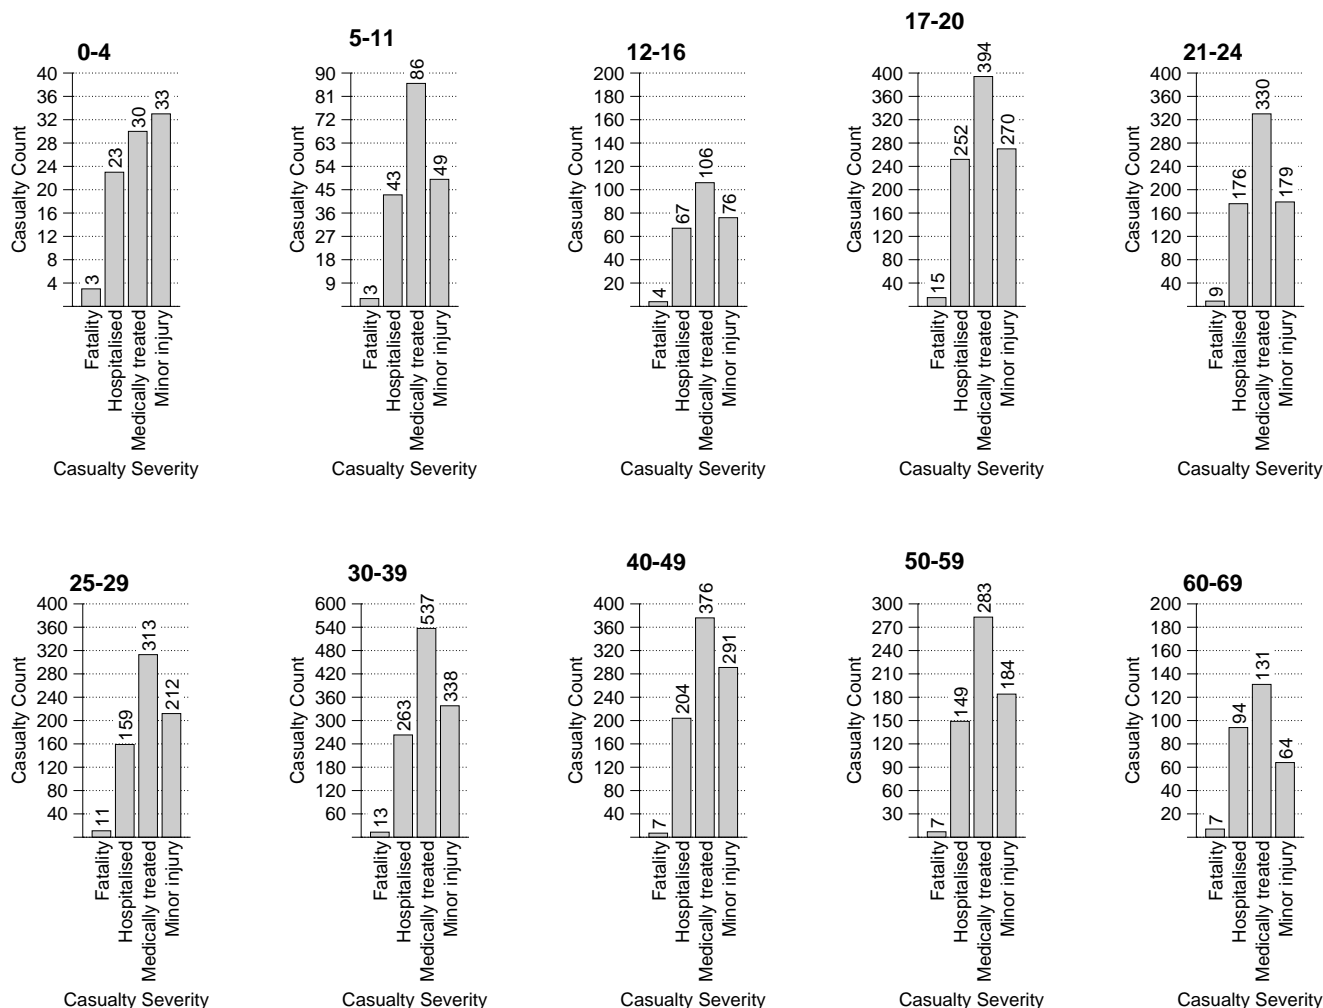 0-4
40
36
32
28
24
20
16
12
8
4
Casualty Count
3
23
30
33
Fatality
Hospitalised
Medically treated
Minor injury
Casualty Severity
5-11
90
81
72
63
54
45
36
27
18
9
Casualty Count
3
43
86
49
Fatality
Hospitalised
Medically treated
Minor injury
Casualty Severity
12-16
200
180
160
140
120
100
80
60
40
20
Casualty Count
4
67
106
76
Fatality
Hospitalised
Medically treated
Minor injury
Casualty Severity
17-20
400
360
320
280
240
200
160
120
80
40
Casualty Count
15
252
394
270
Fatality
Hospitalised
Medically treated
Minor injury
Casualty Severity
21-24
400
360
320
280
240
200
160
120
80
40
Casualty Count
9
176
330
179
Fatality
Hospitalised
Medically treated
Minor injury
Casualty Severity
25-29
400
360
320
280
240
200
160
120
80
40
Casualty Count
11
159
313
212
Fatality
Hospitalised
Medically treated
Minor injury
Casualty Severity
30-39
600
540
480
420
360
300
240
180
120
60
Casualty Count
13
263
537
338
Fatality
Hospitalised
Medically treated
Minor injury
Casualty Severity
40-49
400
360
320
280
240
200
160
120
80
40
Casualty Count
7
204
376
291
Fatality
Hospitalised
Medically treated
Minor injury
Casualty Severity
50-59
300
270
240
210
180
150
120
90
60
30
Casualty Count
7
149
283
184
Fatality
Hospitalised
Medically treated
Minor injury
Casualty Severity
60-69
200
180
160
140
120
100
80
60
40
20
Casualty Count
7
94
131
64
Fatality
Hospitalised
Medically treated
Minor injury
Casualty Severity